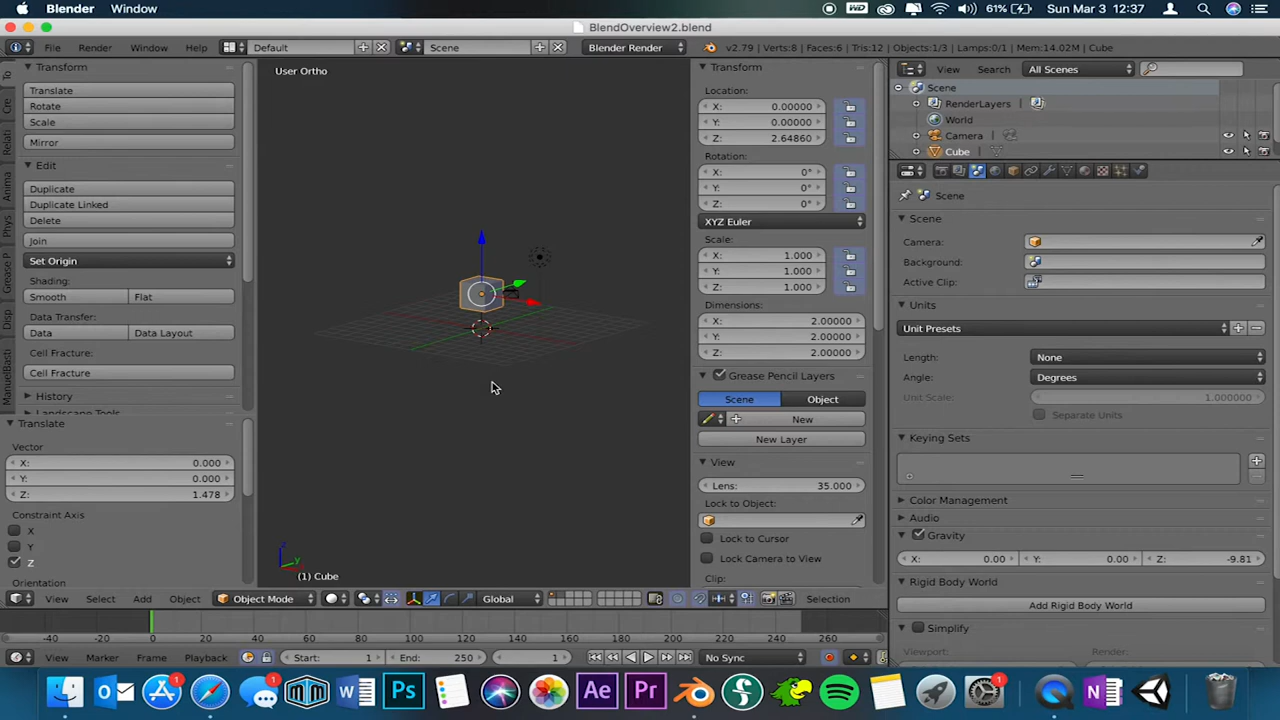 Blender Window 61% Sun Mar 3 12:37
BlendOverview2.blend
File Render Window Help Default Scene Blender Render v2.79 | Verts:8 | Faces:6 | Tris:12 | Objects:1/3 | Lamps:0/1 | Mem:14.02M | Cube
Transform
Translate
Rotate
Scale
Mirror
Edit
Duplicate
Duplicate Linked
Delete
Join
Set Origin
Shading:
Smooth Flat
Data Transfer:
Data Data Layout
Cell Fracture:
Cell Fracture
History
To
Cre
Relati
Anima
Phys
Grease P
Disp
ManuelBasti
Translate
Vector
X: 0.000
Y: 0.000
Z: 1.478
Constraint Axis
X
Y
Z
Orientation
User Ortho
(1) Cube
Transform
Location:
X: 0.00000
Y: 0.00000
Z: 2.64860
Rotation:
X: 0°
Y: 0°
Z: 0°
XYZ Euler
Scale:
X: 1.000
Y: 1.000
Z: 1.000
Dimensions:
X: 2.00000
Y: 2.00000
Z: 2.00000
Grease Pencil Layers
Scene Object
New
New Layer
View
Lens: 35.000
Lock to Object:
Lock to Cursor
Lock Camera to View
Clip:
View Search All Scenes
Scene
RenderLayers
World
Camera
Cube
Scene
Scene
Camera:
Background:
Active Clip:
Units
Unit Presets
Length: None
Angle: Degrees
Unit Scale: 1.000000
Separate Units
Keying Sets
Color Management
Audio
Gravity
X: 0.00 Y: 0.00 Z: -9.81
Rigid Body World
Add Rigid Body World
Simplify
Viewport: Render:
View Select Add Object Object Mode Global Selection
-40 -20 0 20 40 60 80 100 120 140 160 180 200 220 240 260
View Marker Frame Playback Start: 1 End: 250 1 No Sync